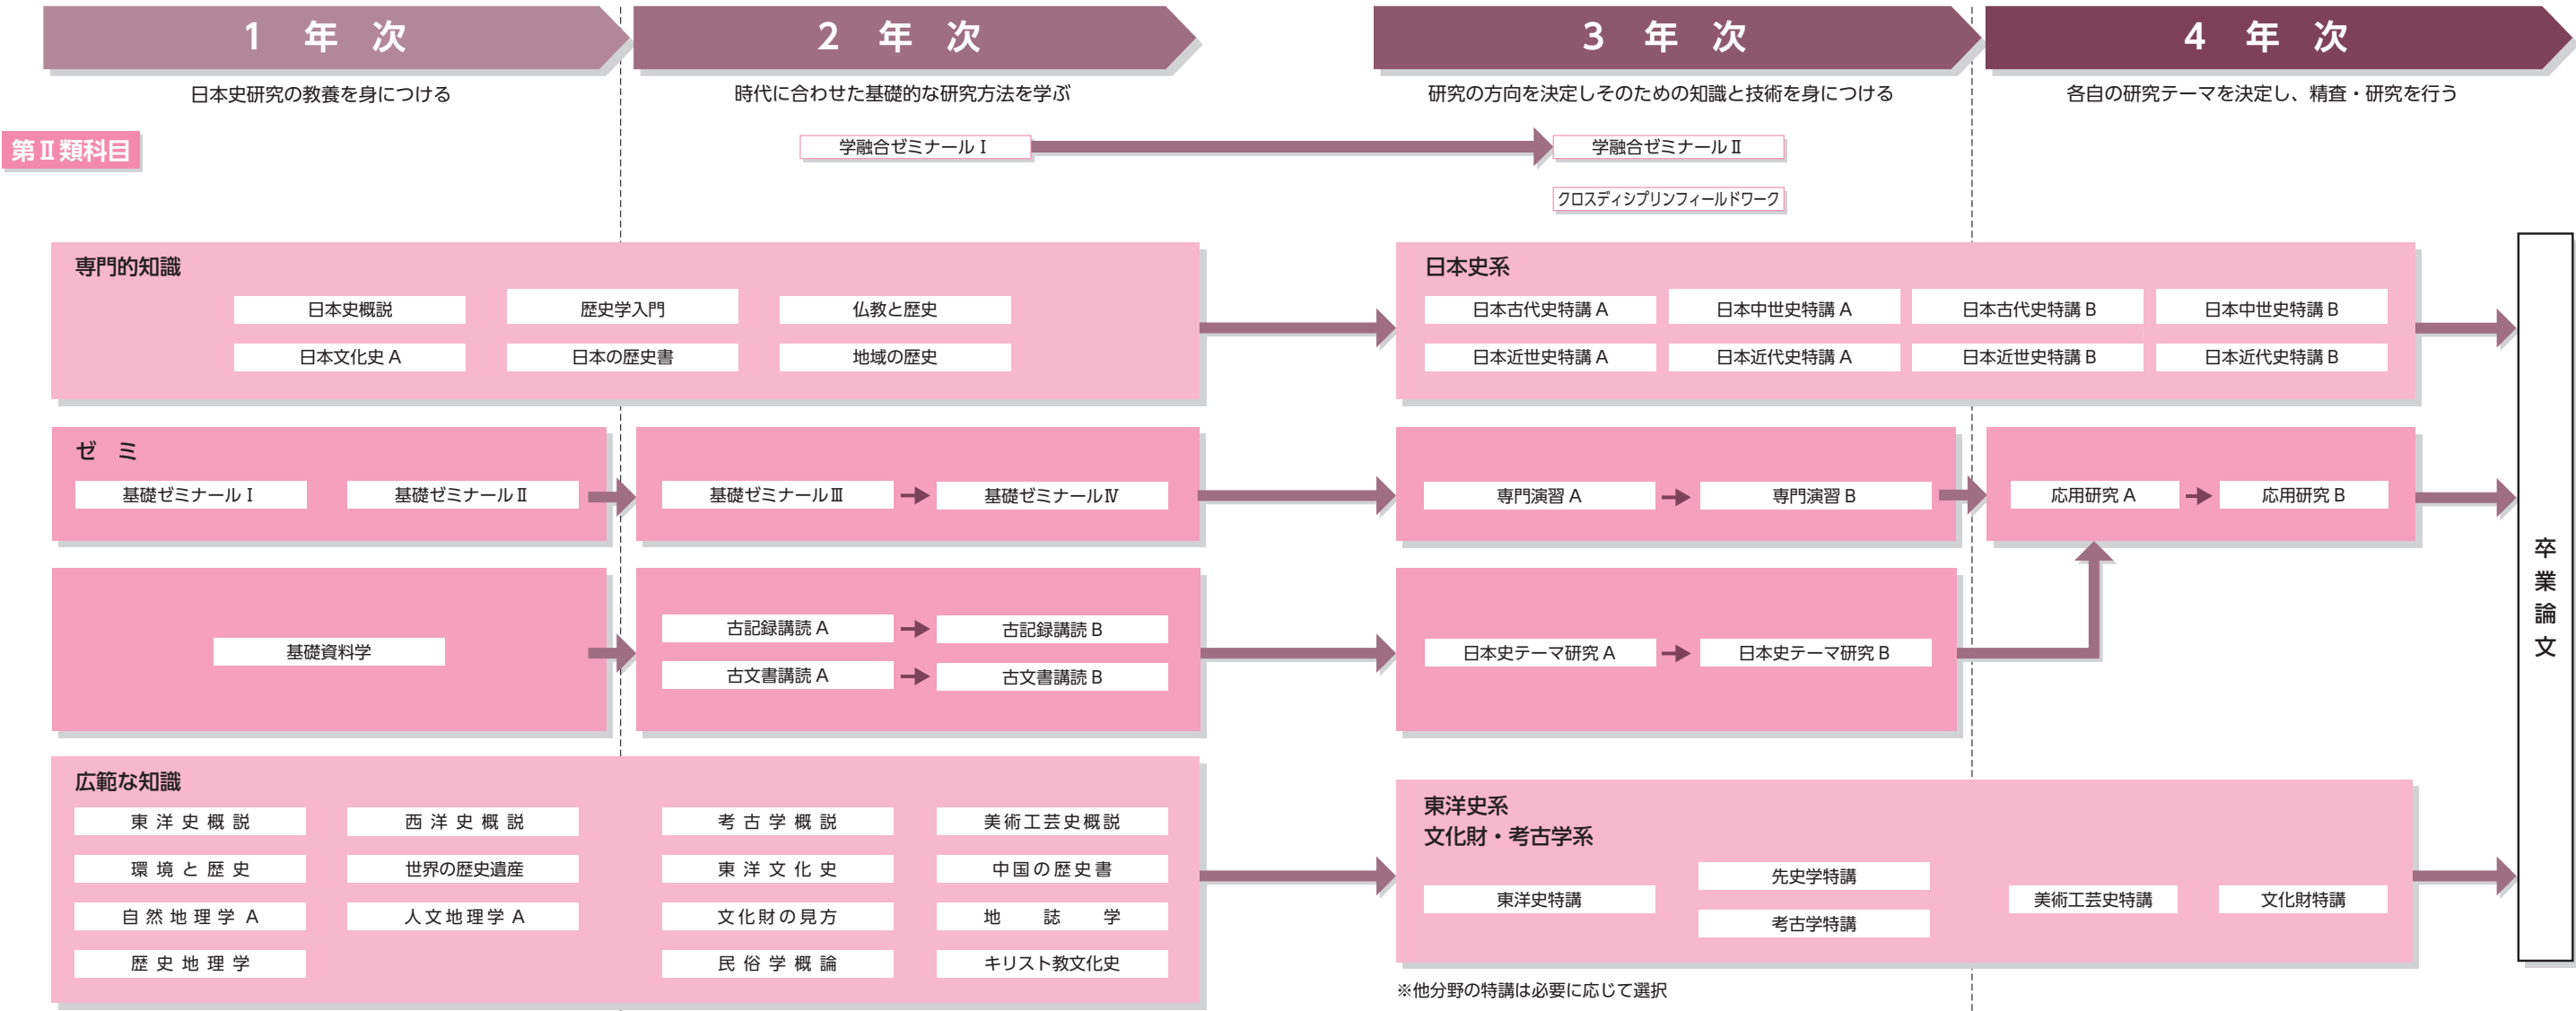 1 年 次
2 年 次
3 年 次
4 年 次
日本史研究の教養を身につける
時代に合わせた基礎的な研究方法を学ぶ
研究の方向を決定しそのための知識と技術を身につける
各自の研究テーマを決定し、精査・研究を行う
第Ⅱ類科目
学融合ゼミナールⅠ
学融合ゼミナールⅡ
クロスディシプリンフィールドワーク
専門的知識
日本史概説
歴史学入門
仏教と歴史
日本文化史 A
日本の歴史書
地域の歴史
日本史系
日本古代史特講 A
日本中世史特講 A
日本古代史特講 B
日本中世史特講 B
日本近世史特講 A
日本近代史特講 A
日本近世史特講 B
日本近代史特講 B
ゼ ミ
基礎ゼミナールⅠ
基礎ゼミナールⅡ
基礎ゼミナールⅢ
基礎ゼミナールⅣ
専門演習 A
専門演習 B
応用研究 A
応用研究 B
基礎資料学
古記録講読 A
古記録講読 B
古文書講読 A
古文書講読 B
日本史テーマ研究 A
日本史テーマ研究 B
広範な知識
東洋史概説
西洋史概説
考古学概説
美術工芸史概説
環境と歴史
世界の歴史遺産
東洋文化史
中国の歴史書
自然地理学 A
人文地理学 A
文化財の見方
地誌学
歴史地理学
民俗学概論
キリスト教文化史
東洋史系
文化財・考古学系
東洋史特講
先史学特講
考古学特講
美術工芸史特講
文化財特講
※他分野の特講は必要に応じて選択
卒業論文